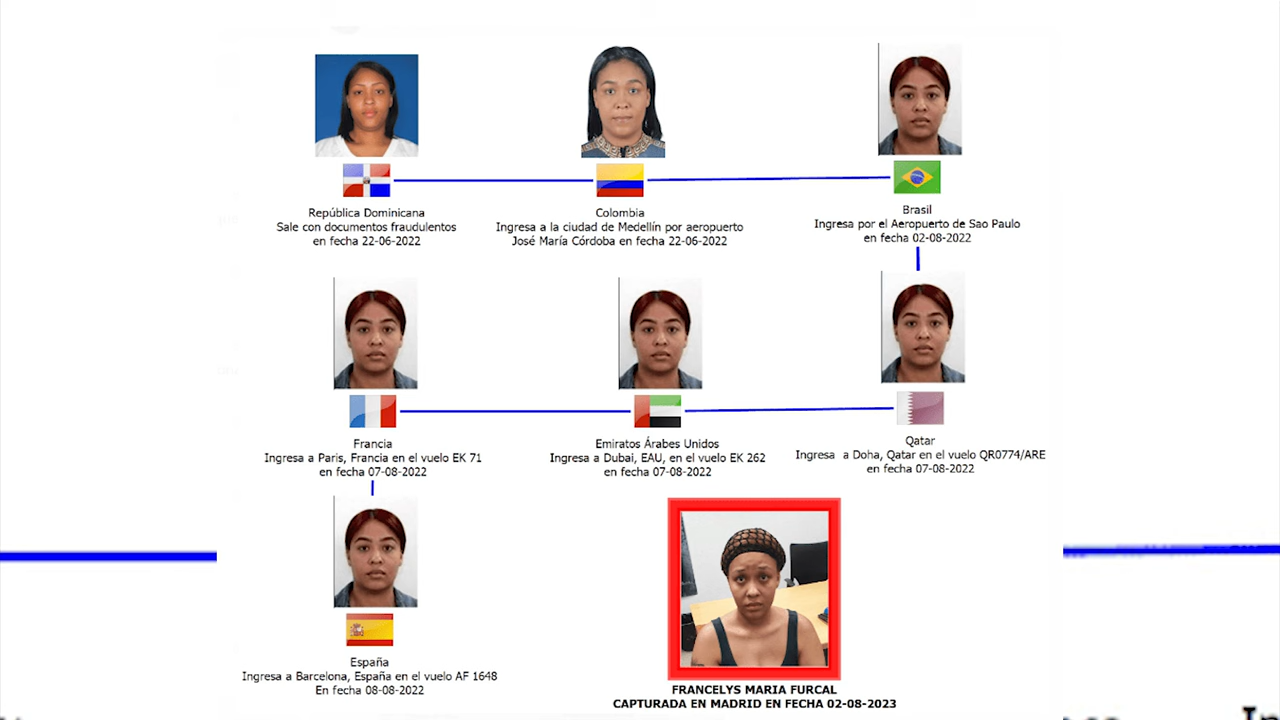 República Dominicana
Sale con documentos fraudulentos
en fecha 22-06-2022
Colombia
Ingresa a la ciudad de Medellín por aeropuerto
José María Córdoba en fecha 22-06-2022
Brasil
Ingresa por el Aeropuerto de Sao Paulo
en fecha 02-08-2022
Francia
Ingresa a Paris, Francia en el vuelo EK 71
en fecha 07-08-2022
Emiratos Árabes Unidos
Ingresa a Dubai, EAU, en el vuelo EK 262
en fecha 07-08-2022
Qatar
Ingresa a Doha, Qatar en el vuelo QR0774/ARE
en fecha 07-08-2022
España
Ingresa a Barcelona, España en el vuelo AF 1648
En fecha 08-08-2022
FRANCELYS MARIA FURCAL
CAPTURADA EN MADRID EN FECHA 02-08-2023